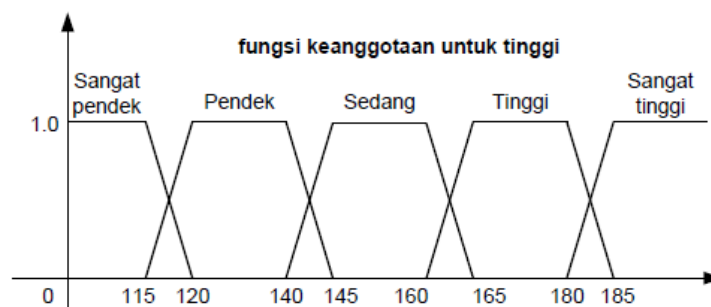 fungsi keanggotaan untuk tinggi
Sangat
pendek
Pendek
Sedang
Tinggi
Sangat
tinggi
1.0
0 115 120 140 145 160 165 180 185